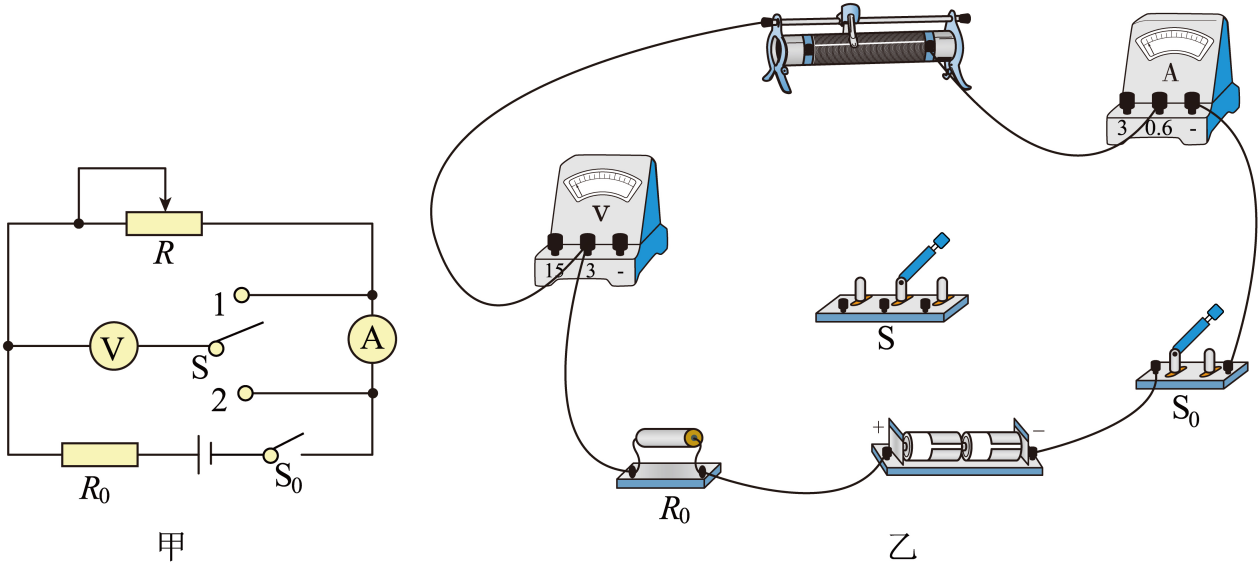 R
1
V
S
A
2
R₀
S₀
甲
V
15 3 -
A
3 0.6 -
S
S₀
+ −
R₀
乙